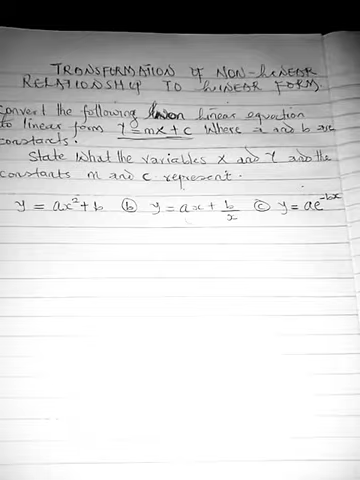 TRANSFORMATION OF NON-LINEAR
RELATIONSHIP TO LINEAR FORM.
Convert the following linear equation
to linear form Y = mx + c where a and b are
constants.
State what the variables X and Y and the
constants m and c represent.
y = ax² + b (b) y = ax + b/x (c) y = ae^-bx